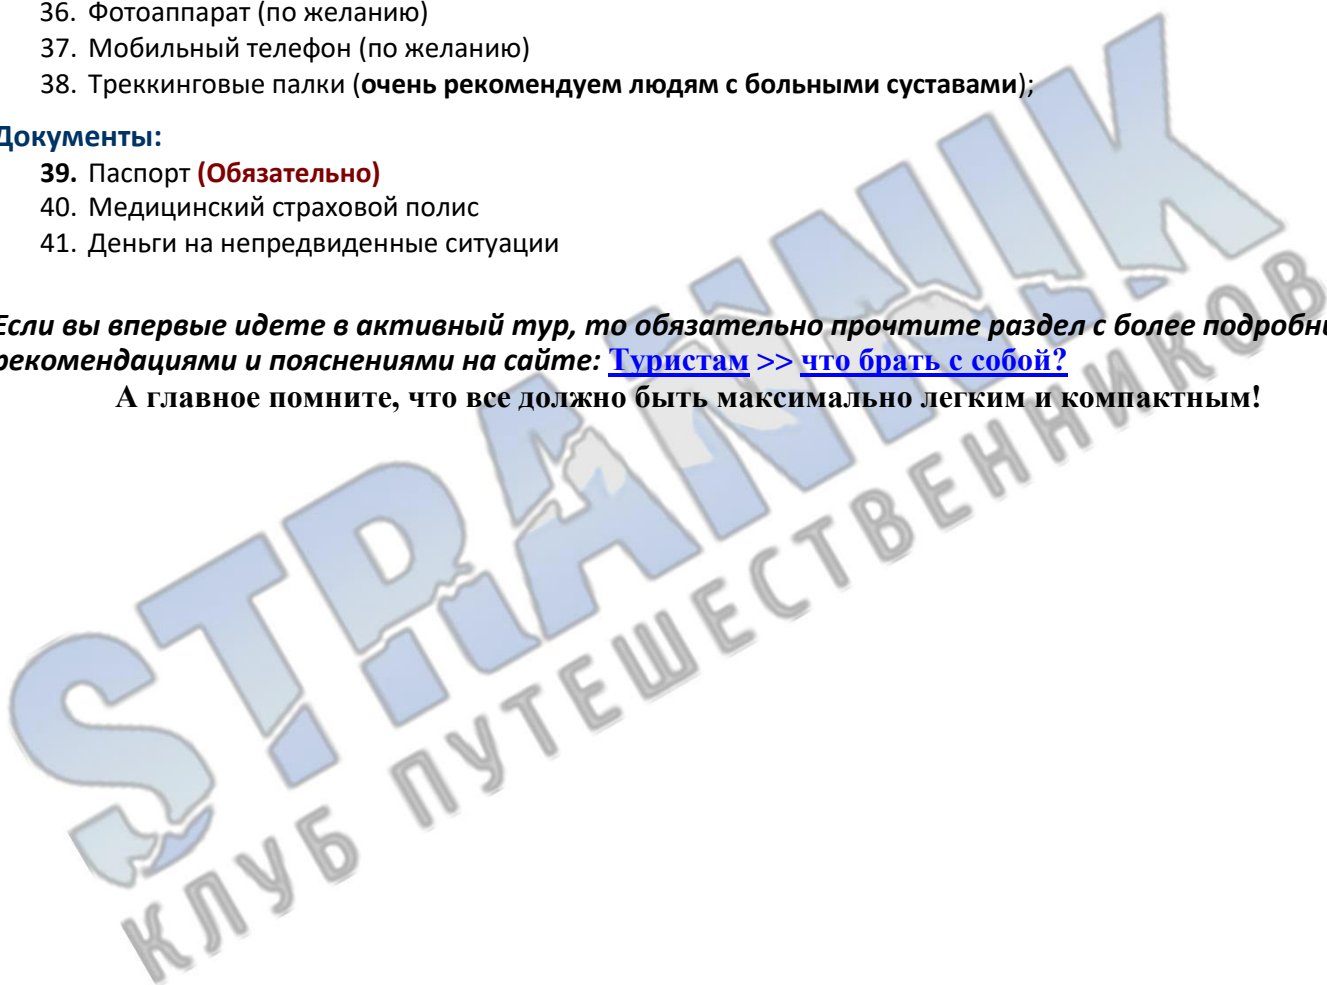 36. Фотоаппарат (по желанию)
37. Мобильный телефон (по желанию)
38. Треккинговые палки (очень рекомендуем людям с больными суставами);
Документы:
39. Паспорт (Обязательно)
40. Медицинский страховой полис
41. Деньги на непредвиденные ситуации
Если вы впервые идете в активный тур, то обязательно прочтите раздел с более
рекомендациями и пояснениями на сайте: Туристам >> что брать с собой?
А главное помните, что все должно быть максимально легким и компактным!
STRANNIK
КЛУБ ПУТЕШЕСТВЕННИКОВ